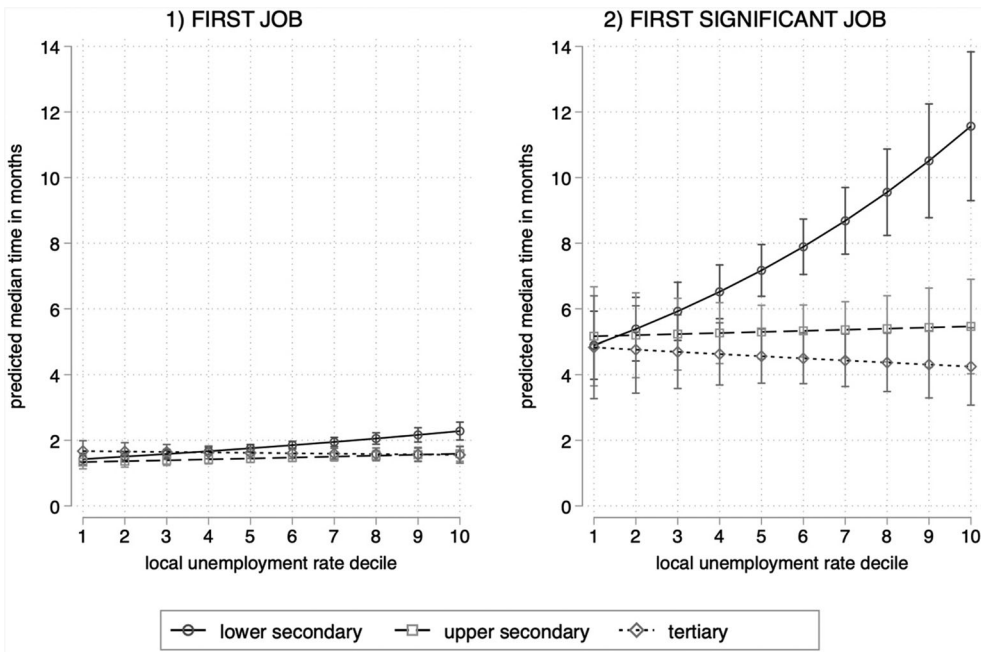 1) FIRST JOB
predicted median time in months
14
12
10
8
6
4
2
0
1 2 3 4 5 6 7 8 9 10
local unemployment rate decile
2) FIRST SIGNIFICANT JOB
predicted median time in months
14
12
10
8
6
4
2
0
1 2 3 4 5 6 7 8 9 10
local unemployment rate decile
lower secondary upper secondary tertiary